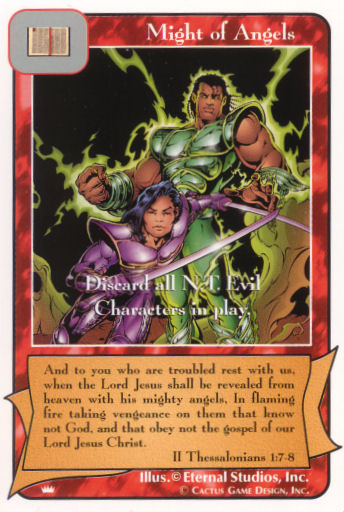 Might of Angels
Discard all N.T. Evil
Characters in play.
And to you who are troubled rest with us,
when the Lord Jesus shall be revealed from
heaven with his mighty angels, In flaming
fire taking vengeance on them that know
not God, and that obey not the gospel of our
Lord Jesus Christ.
II Thessalonians 1:7-8
Illus.© Eternal Studios, Inc.
© Cactus Game Design, Inc.